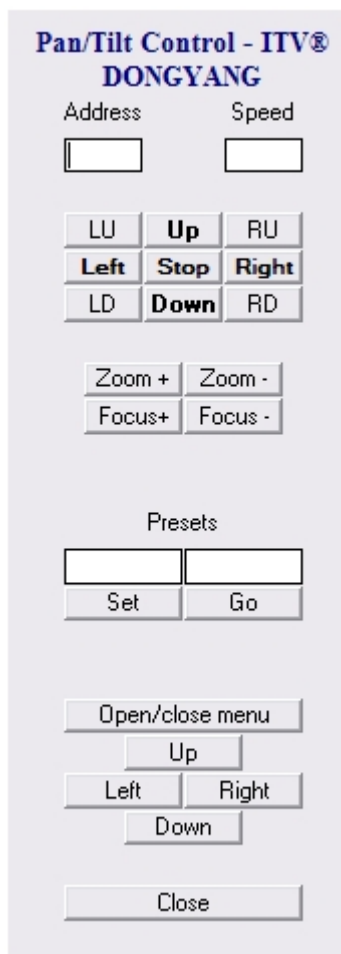 Pan/Tilt Control - ITV®
DONGYANG
Address Speed
LU Up RU
Left Stop Right
LD Down RD
Zoom + Zoom -
Focus+ Focus -
Presets
Set Go
Open/close menu
Up
Left Right
Down
Close